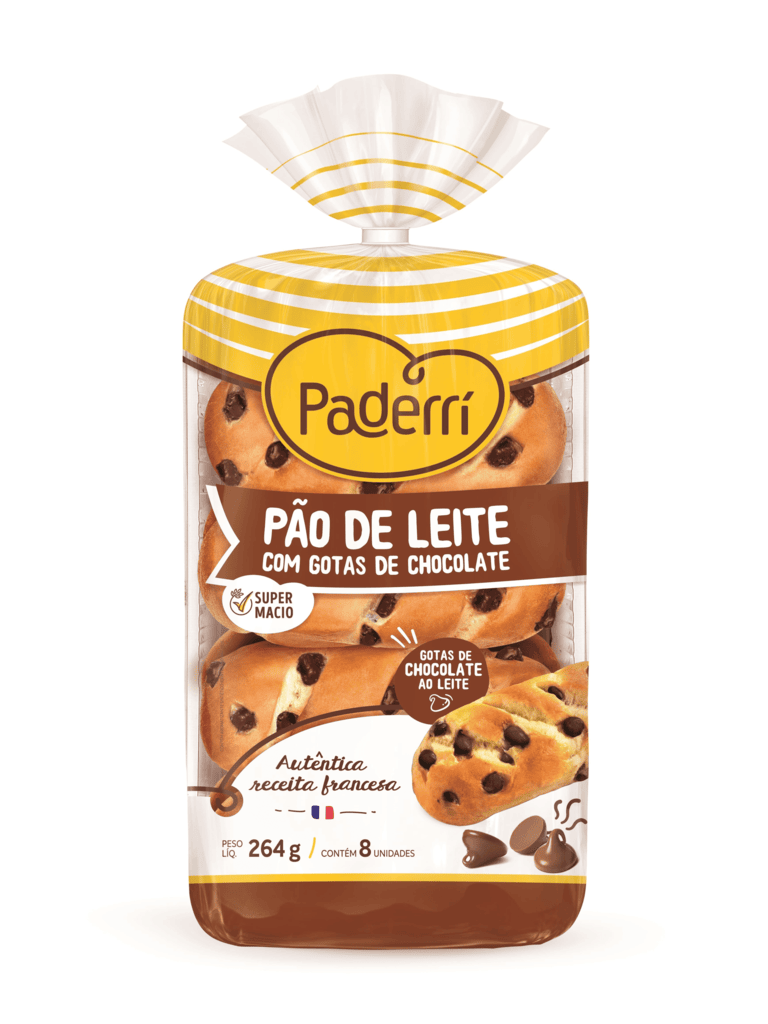 Paderrí
PÃO DE LEITE
COM GOTAS DE CHOCOLATE
SUPER
MACIO
GOTAS DE
CHOCOLATE
AO LEITE
Autêntica
receita francesa
PESO
LÍQ. 264 g / CONTÉM 8 UNIDADES